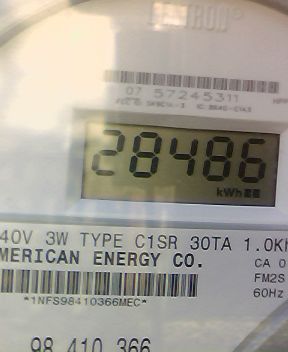 07 57245311
28486
kWh
40V 3W TYPE C1SR 30TA 1.0Kh
MERICAN ENERGY CO.
CA 0
FM2S
*1NFS98410366MEC*
60Hz
98 410 366